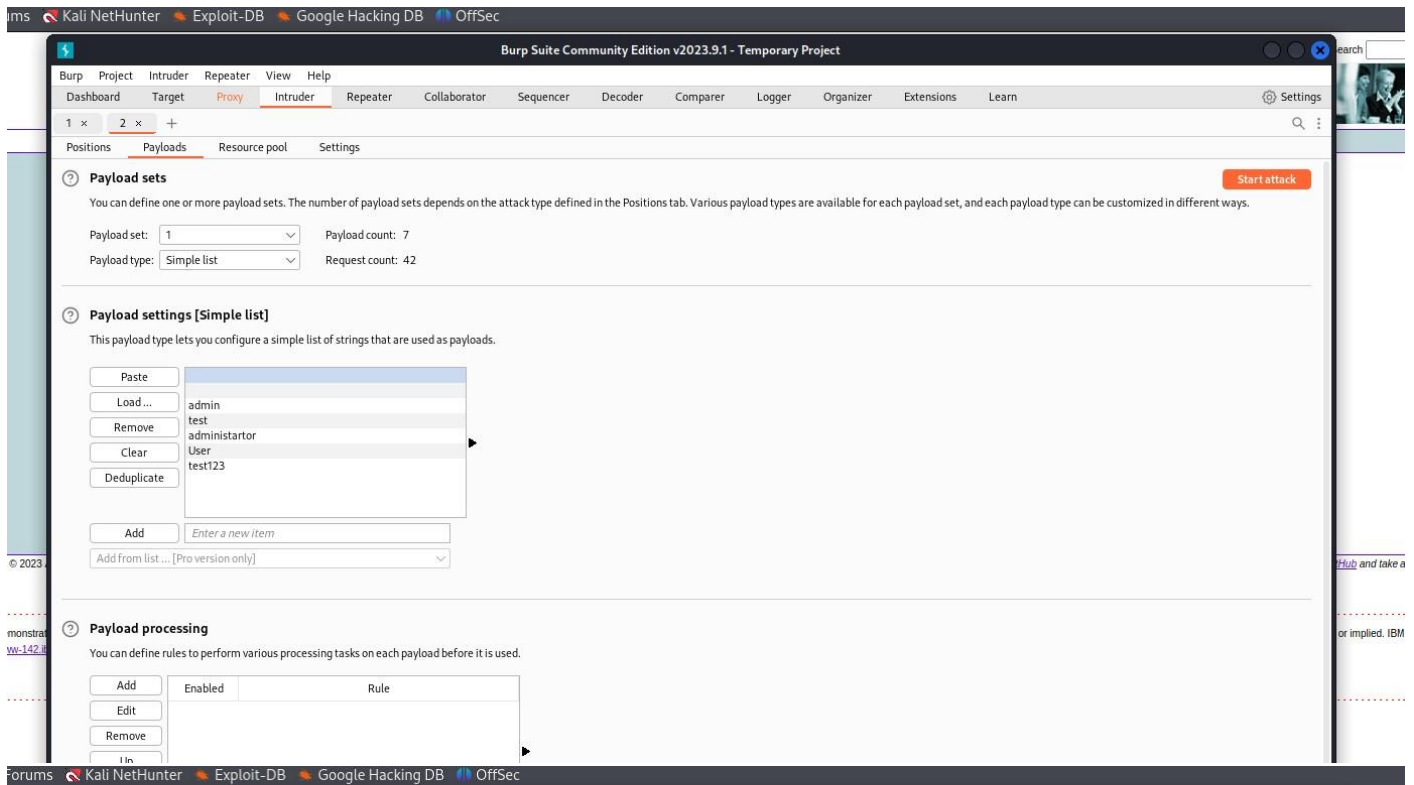 ums Kali NetHunter Exploit-DB Google Hacking DB OffSec
Burp Suite Community Edition v2023.9.1 - Temporary Project
earch
Burp Project Intruder Repeater View Help
Dashboard Target Proxy Intruder Repeater Collaborator Sequencer Decoder Comparer Logger Organizer Extensions Learn Settings
1 × 2 × +
Positions Payloads Resource pool Settings
? Payload sets Start attack
You can define one or more payload sets. The number of payload sets depends on the attack type defined in the Positions tab. Various payload types are available for each payload set, and each payload type can be customized in different ways.
Payload set: 1 Payload count: 7
Payload type: Simple list Request count: 42
? Payload settings [Simple list]
This payload type lets you configure a simple list of strings that are used as payloads.
Paste
Load ... admin
Remove test
administartor
Clear User
test123
Deduplicate
Add Enter a new item
Add from list ... [Pro version only]
© 2023 Hub and take a
? Payload processing
monstrat or implied. IBM
ww-142.ib You can define rules to perform various processing tasks on each payload before it is used.
Add Enabled Rule
Edit
Remove
Up
Forums Kali NetHunter Exploit-DB Google Hacking DB OffSec